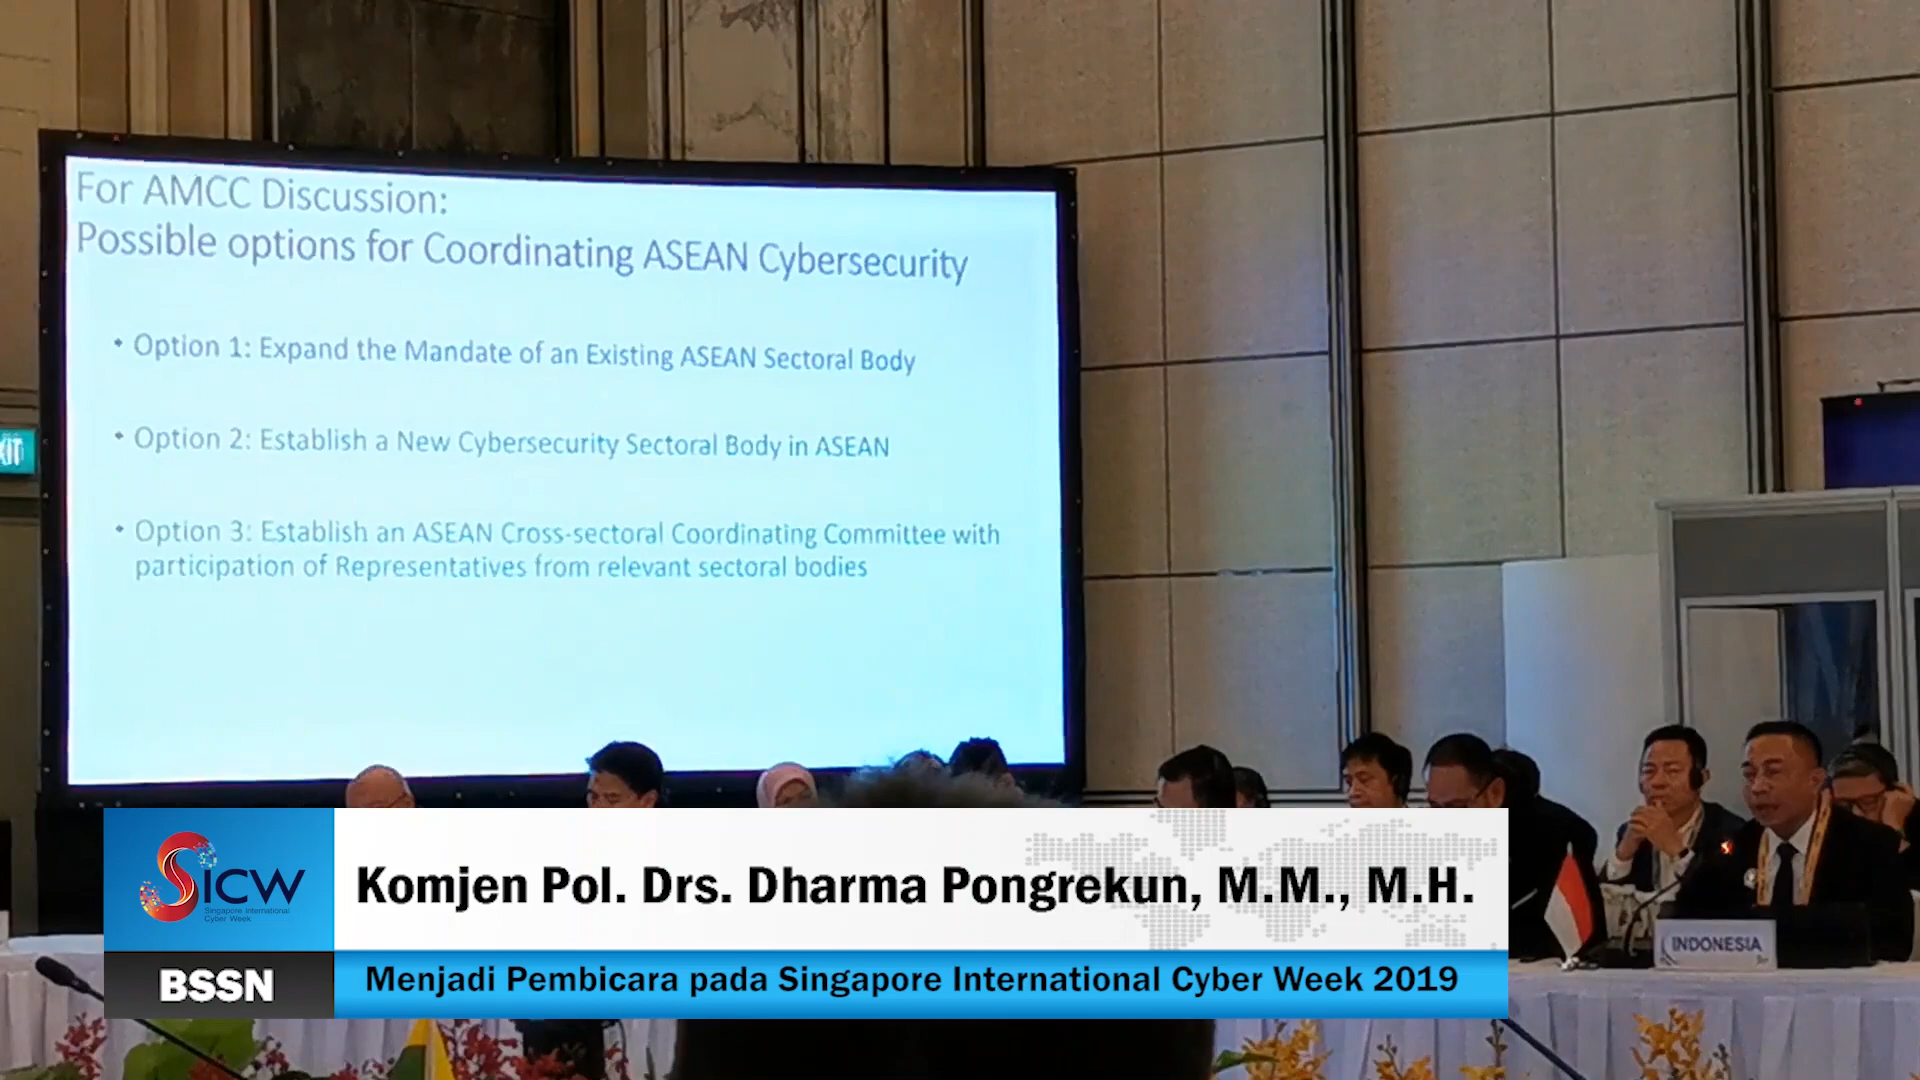 For AMCC Discussion:
Possible options for Coordinating ASEAN Cybersecurity
• Option 1: Expand the Mandate of an Existing ASEAN Sectoral Body
• Option 2: Establish a New Cybersecurity Sectoral Body in ASEAN
• Option 3: Establish an ASEAN Cross-sectoral Coordinating Committee with
participation of Representatives from relevant sectoral bodies
XIT
SICW
Singapore International
Cyber Week
Komjen Pol. Drs. Dharma Pongrekun, M.M., M.H.
INDONESIA
BSSN
Menjadi Pembicara pada Singapore International Cyber Week 2019